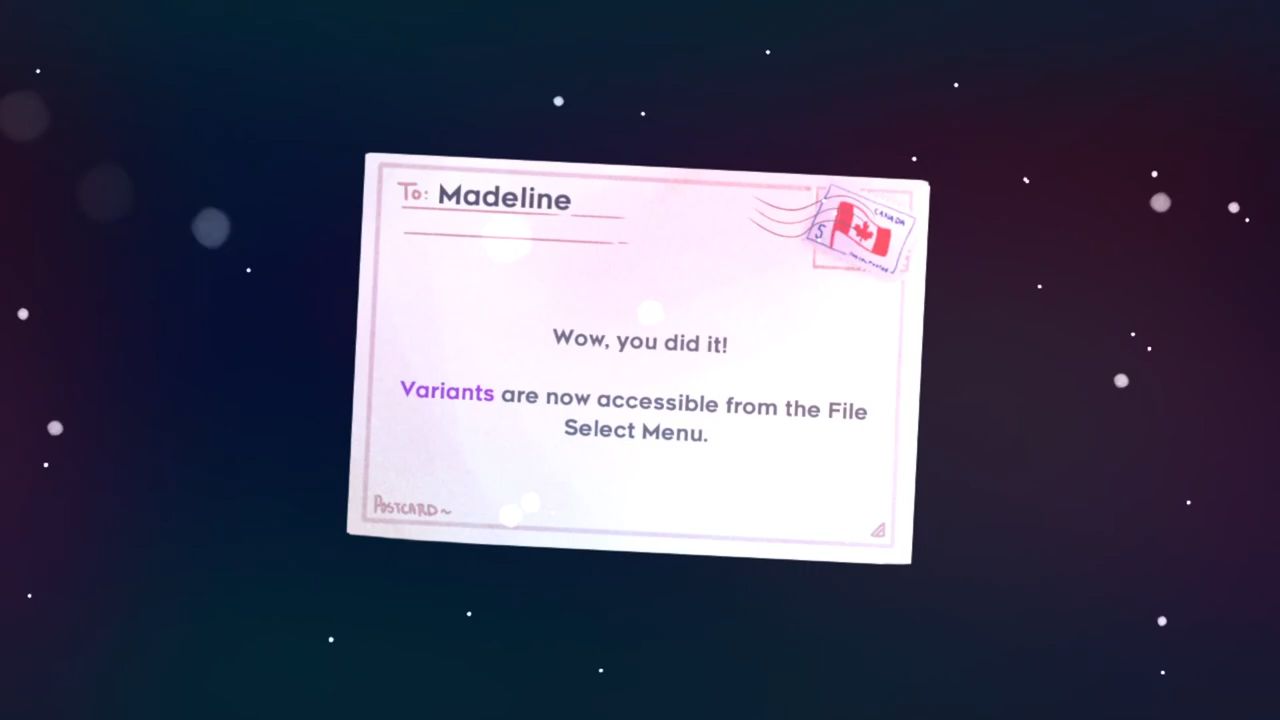 To: Madeline
CANADA
5
Wow, you did it!
Variants are now accessible from the File
Select Menu.
POSTCARD~